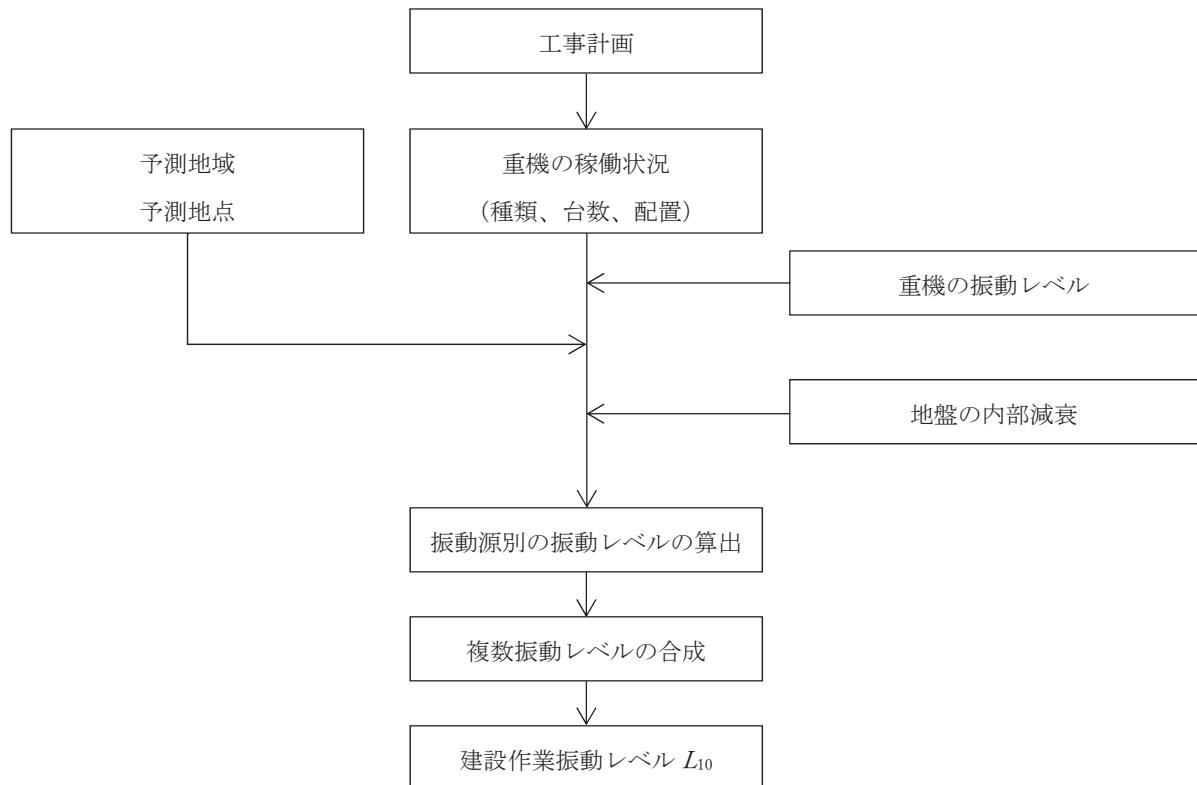 工事計画
予測地域
予測地点
重機の稼働状況
（種類、台数、配置）
重機の振動レベル
地盤の内部減衰
振動源別の振動レベルの算出
複数振動レベルの合成
建設作業振動レベル L10